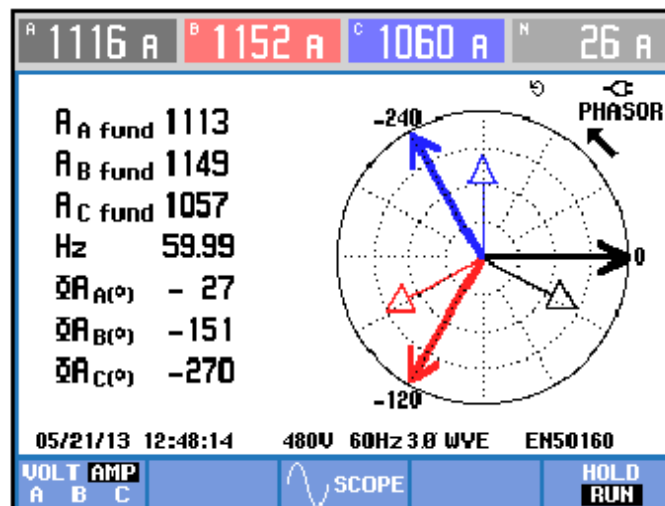 A 1116 A B 1152 A C 1060 A N 26 A
PHASOR
A A fund 1113
A B fund 1149
A C fund 1057
Hz 59.99
ΦA A(°) - 27
ΦA B(°) -151
ΦA C(°) -270
-240
0
-120
05/21/13 12:48:14 480V 60Hz 3.0 WYE EN50160
VOLT AMP
A B C
SCOPE
HOLD
RUN